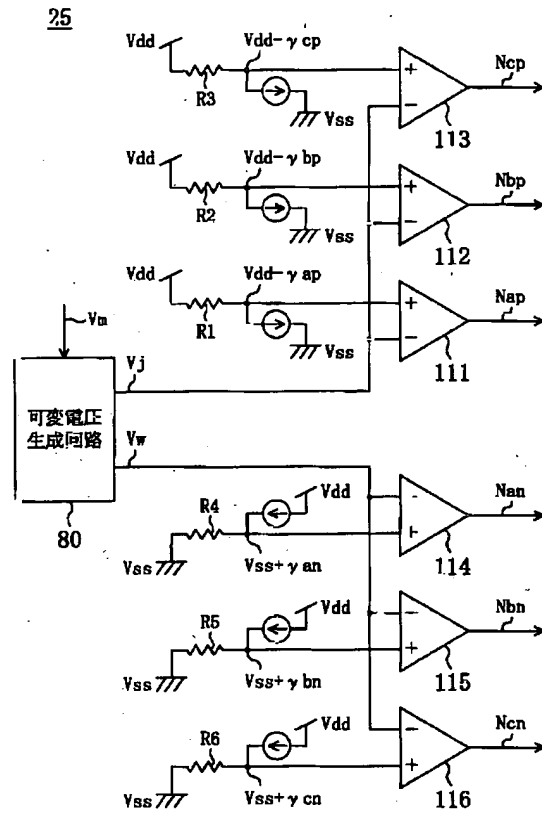 25
Vdd
Vdd-γcp
Ncp
+
-
R3
Vss
113
Vdd
Vdd-γbp
Nbp
+
-
R2
Vss
112
Vdd
Vdd-γap
Nap
+
-
R1
Vss
111
Vm
Vj
可変電圧
生成回路
Vw
80
Vdd
R4
-
+
Nan
Vss
Vss+γan
114
Vdd
R5
-
+
Nbn
Vss
Vss+γbn
115
Vdd
R6
-
+
Ncn
Vss
Vss+γcn
116